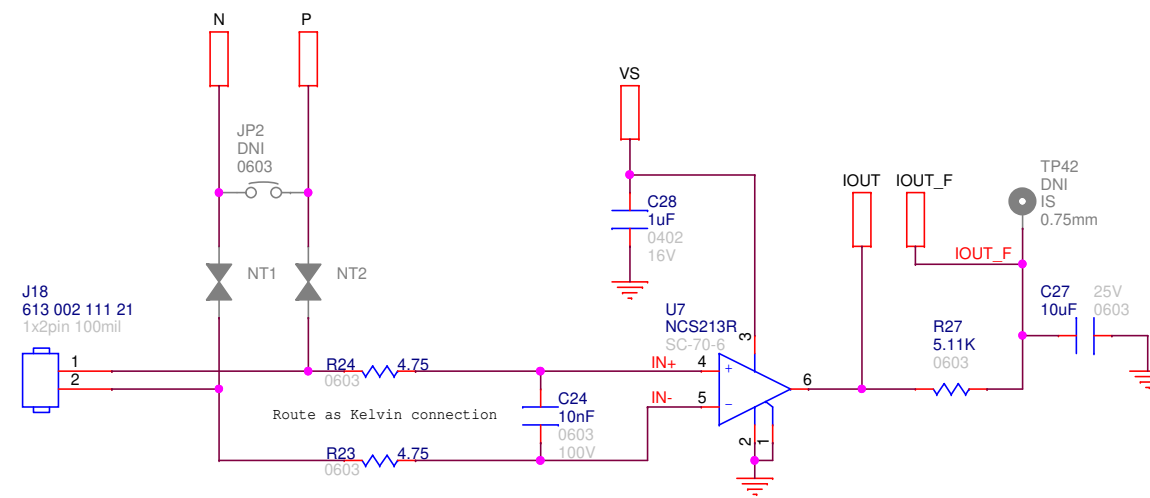 N
P
VS
JP2
DNI
0603
TP42
DNI
IS
0.75mm
IOUT
IOUT_F
C28
1uF
0402
16V
IOUT_F
NT1
NT2
J18
613 002 111 21
1x2pin 100mil
C27
10uF
25V
0603
U7
NCS213R
SC-70-6
3
R27
5.11K
0603
1
2
R24
4.75
0603
IN+
4
+
6
IN-
5
−
C24
10nF
0603
100V
Route as Kelvin connection
R23
4.75
0603
2
1